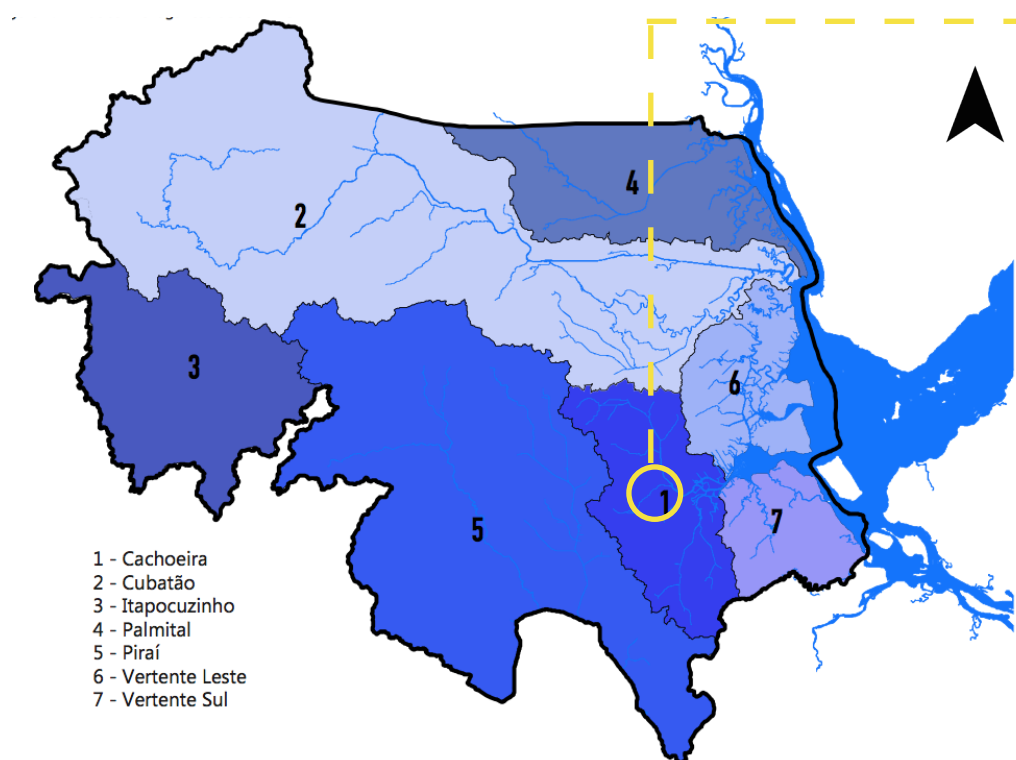 4
2
3
6
1
7
5
1 - Cachoeira
2 - Cubatão
3 - Itapocuzinho
4 - Palmital
5 - Piraí
6 - Vertente Leste
7 - Vertente Sul